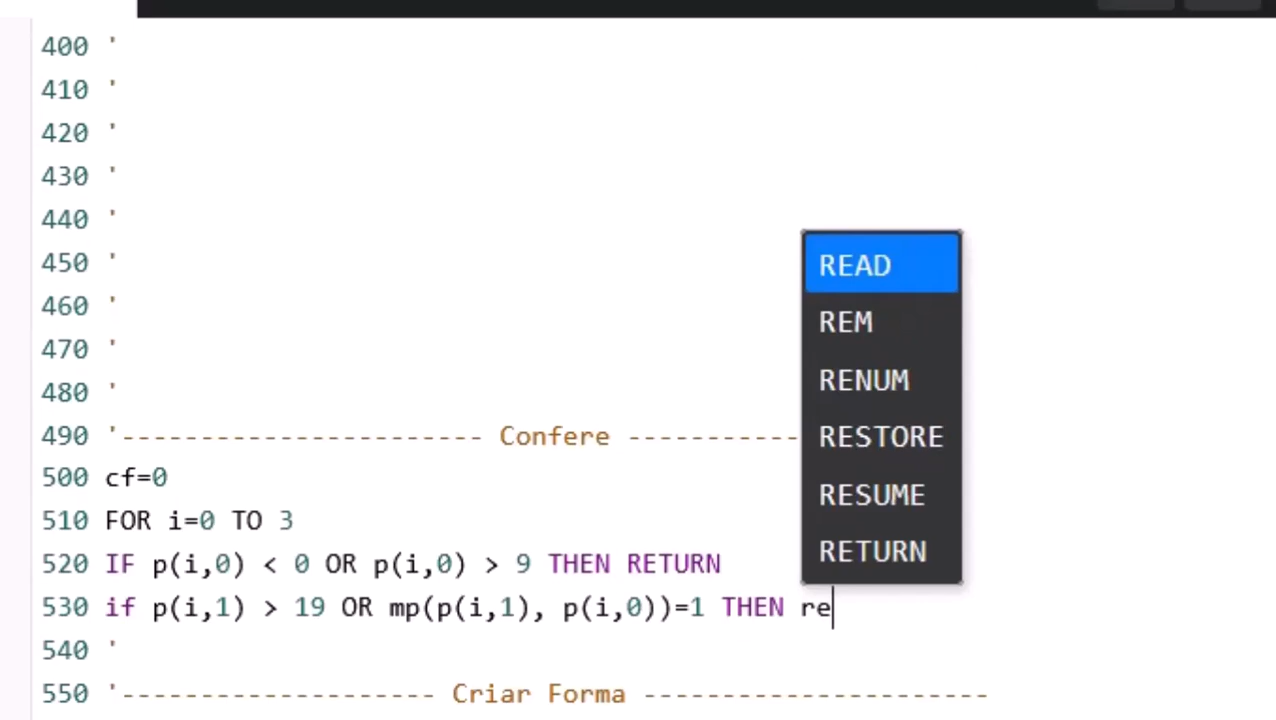 400 '
410 '
420 '
430 '
440 '
450 '
460 '
470 '
480 '
490 '----------------------- Confere -----------
500 cf=0
510 FOR i=0 TO 3
520 IF p(i,0) < 0 OR p(i,0) > 9 THEN RETURN
530 if p(i,1) > 19 OR mp(p(i,1), p(i,0))=1 THEN re
540 '
550 '-------------------- Criar Forma ----------------------
READ
REM
RENUM
RESTORE
RESUME
RETURN